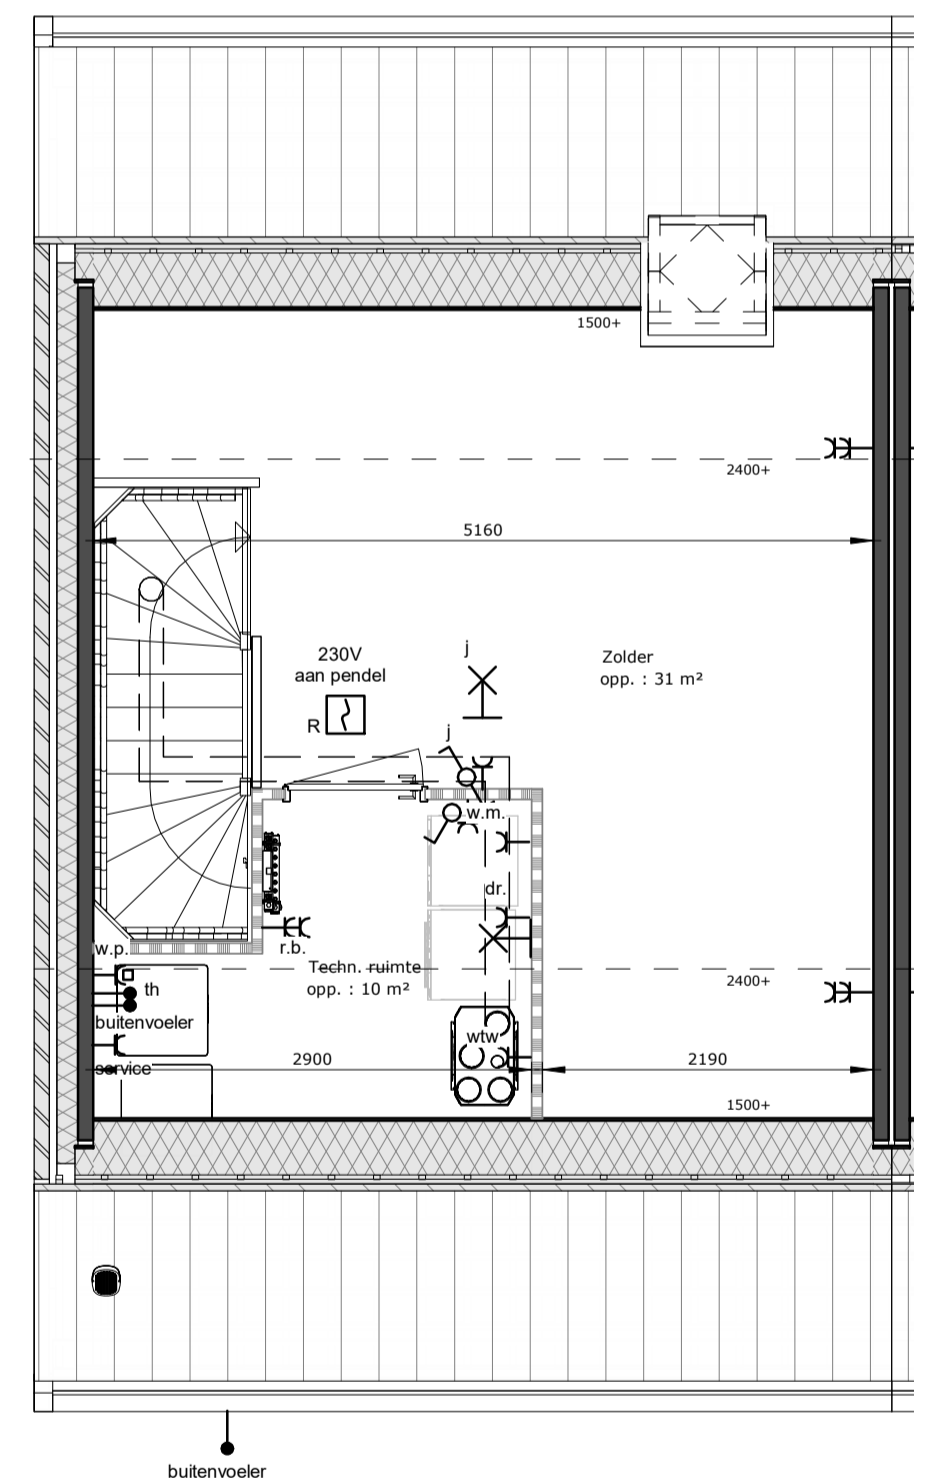 1500+
2400+
5160
230V
aan pendel
R
j
Zolder
opp. : 31 m²
j
w.m.
dr.
w.p.
r.b.
Techn. ruimte
opp. : 10 m²
2400+
th
buitenvoeler
wtw
service
2900
2190
1500+
buitenvoeler